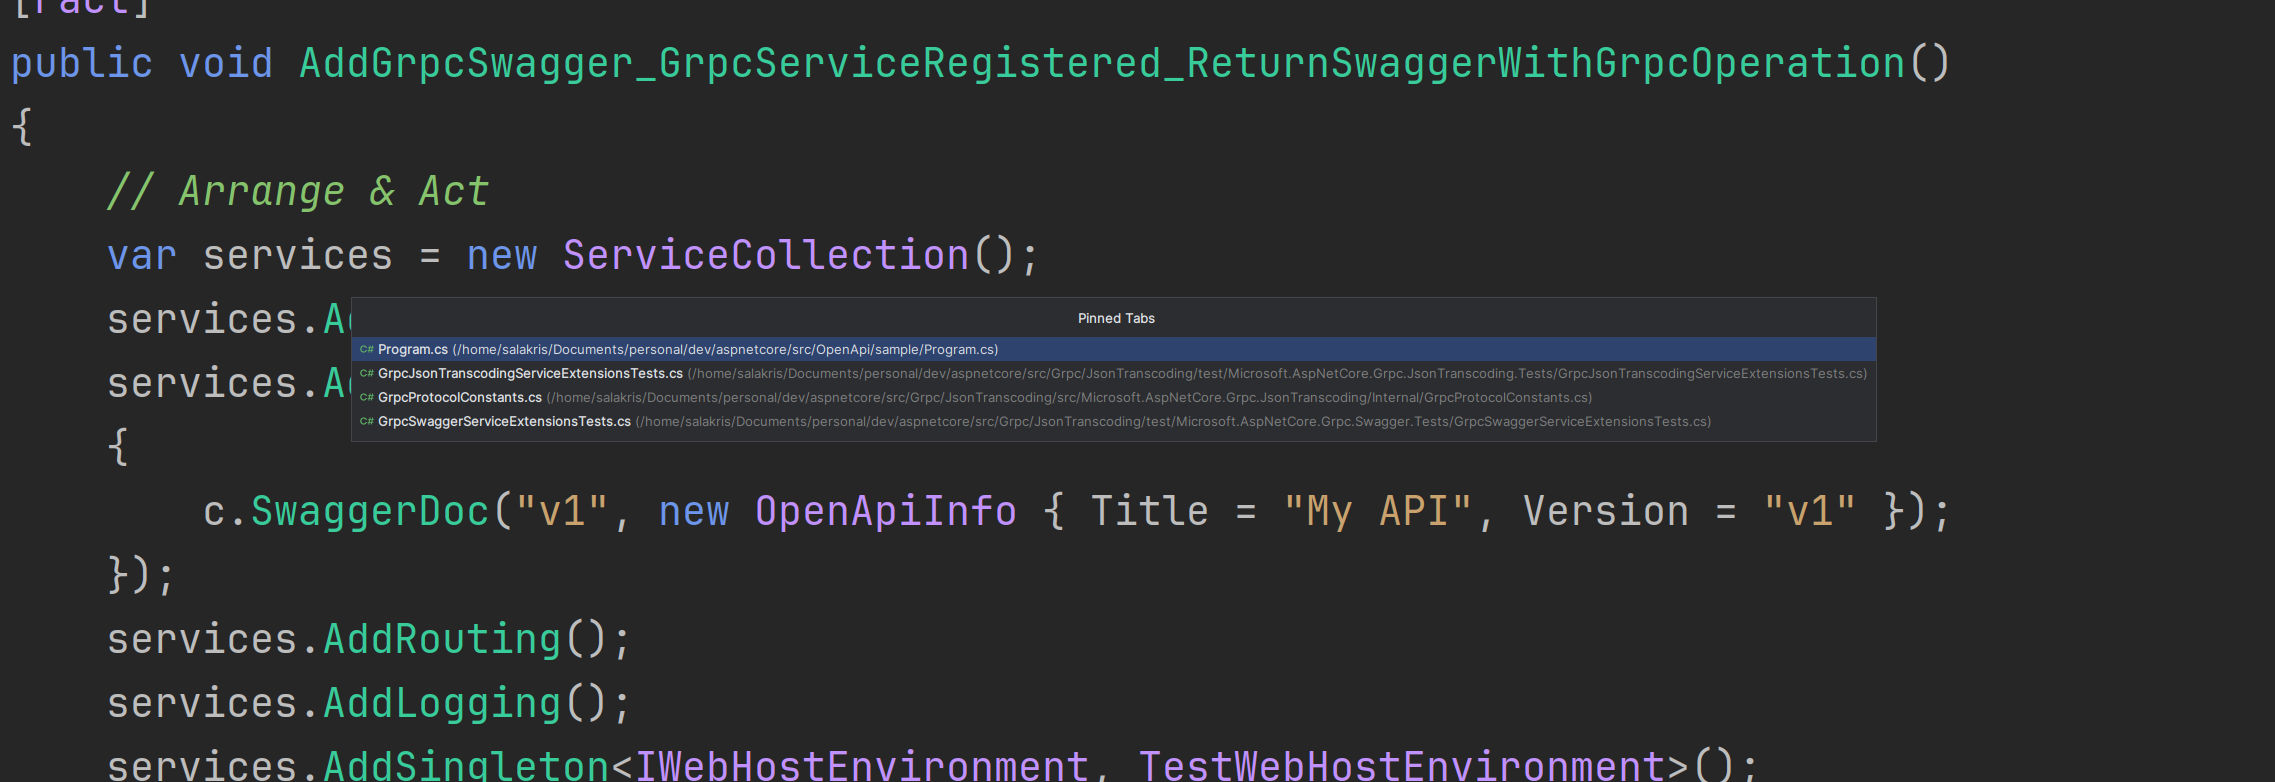 [Fact]
public void AddGrpcSwagger_GrpcServiceRegistered_ReturnSwaggerWithGrpcOperation()
{
// Arrange & Act
var services = new ServiceCollection();
services.Ad
Pinned Tabs
C# Program.cs (/home/salakris/Documents/personal/dev/aspnetcore/src/OpenApi/sample/Program.cs)
services.Ad
C# GrpcJsonTranscodingServiceExtensionsTests.cs (/home/salakris/Documents/personal/dev/aspnetcore/src/Grpc/JsonTranscoding/test/Microsoft.AspNetCore.Grpc.JsonTranscoding.Tests/GrpcJsonTranscodingServiceExtensionsTests.cs)
C# GrpcProtocolConstants.cs (/home/salakris/Documents/personal/dev/aspnetcore/src/Grpc/JsonTranscoding/src/Microsoft.AspNetCore.Grpc.JsonTranscoding/Internal/GrpcProtocolConstants.cs)
C# GrpcSwaggerServiceExtensionsTests.cs (/home/salakris/Documents/personal/dev/aspnetcore/src/Grpc/JsonTranscoding/test/Microsoft.AspNetCore.Grpc.Swagger.Tests/GrpcSwaggerServiceExtensionsTests.cs)
{
c.SwaggerDoc("v1", new OpenApiInfo { Title = "My API", Version = "v1" });
});
services.AddRouting();
services.AddLogging();
services.AddSingleton<IWebHostEnvironment, TestWebHostEnvironment>();